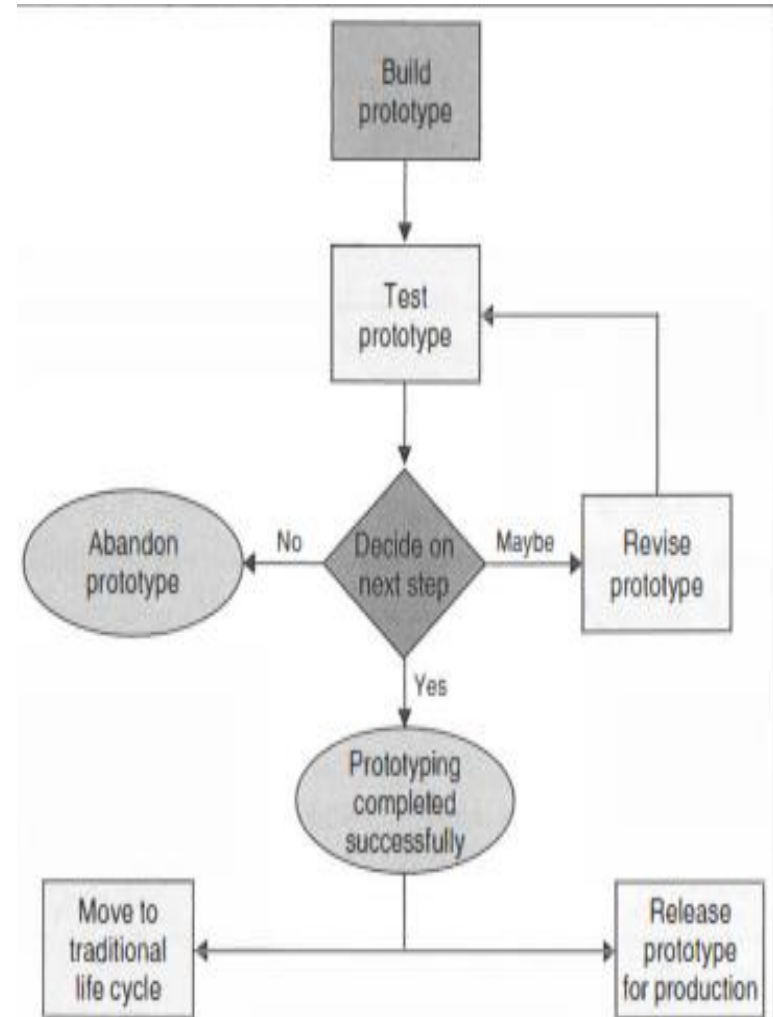 Build
prototype
Test
prototype
Abandon
prototype
No
Decide on
next step
Maybe
Revise
prototype
Yes
Prototyping
completed
successfully
Move to
traditional
life cycle
Release
prototype
for production